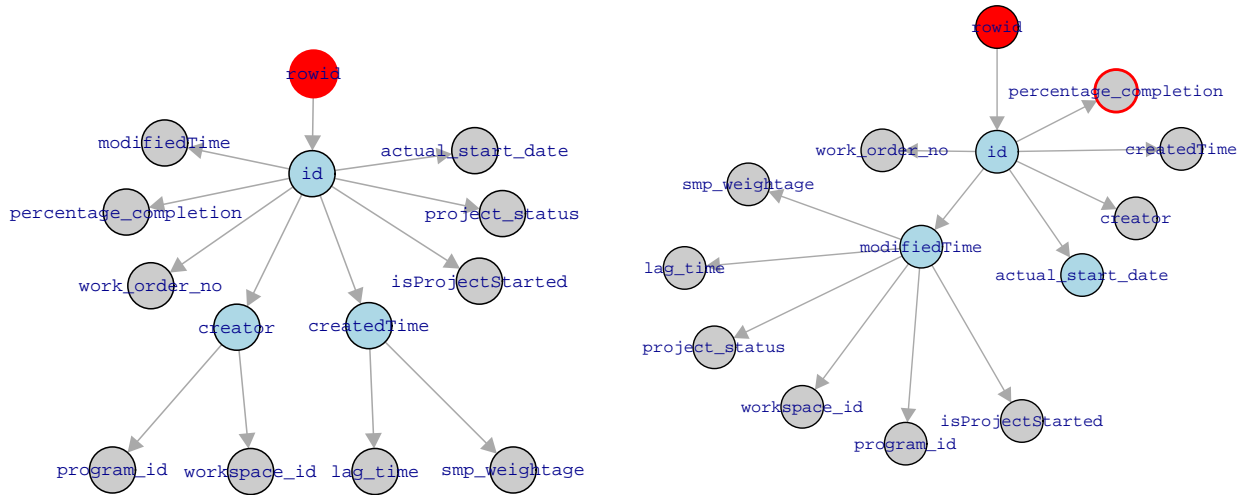 rowid
modifiedTime
actual_start_date
id
percentage_completion
project_status
work_order_no
isProjectStarted
creator
createdTime
program_id
workspace_id
lag_time
smp_weightage
rowid
percentage_completion
work_order_no
id
createdTime
smp_weightage
creator
modifiedTime
lag_time
actual_start_date
project_status
workspace_id
isProjectStarted
program_id